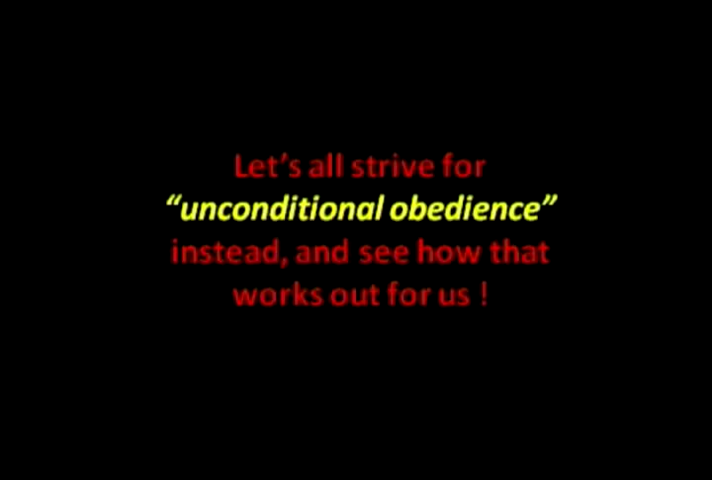 Let’s all strive for
“unconditional obedience”
instead, and see how that
works out for us !